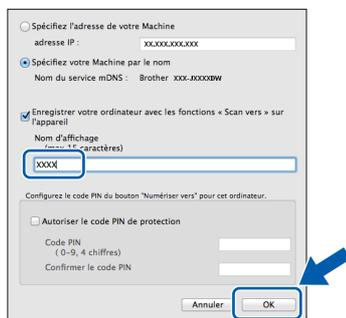 Spécifiez l'adresse de votre Machine
adresse IP : XX.XXX.XXX.XXX
Spécifiez votre Machine par le nom
Nom du service mDNS : Brother XXX-JXXXXDW
Enregistrer votre ordinateur avec les fonctions « Scan vers » sur
l'appareil
Nom d'affichage
(max 15 caractères)
XXXX
Configurez le code PIN du bouton "Numériser vers" pour cet ordinateur.
Autoriser le code PIN de protection
Code PIN
( 0–9, 4 chiffres)
Confirmer le code PIN
Annuler OK